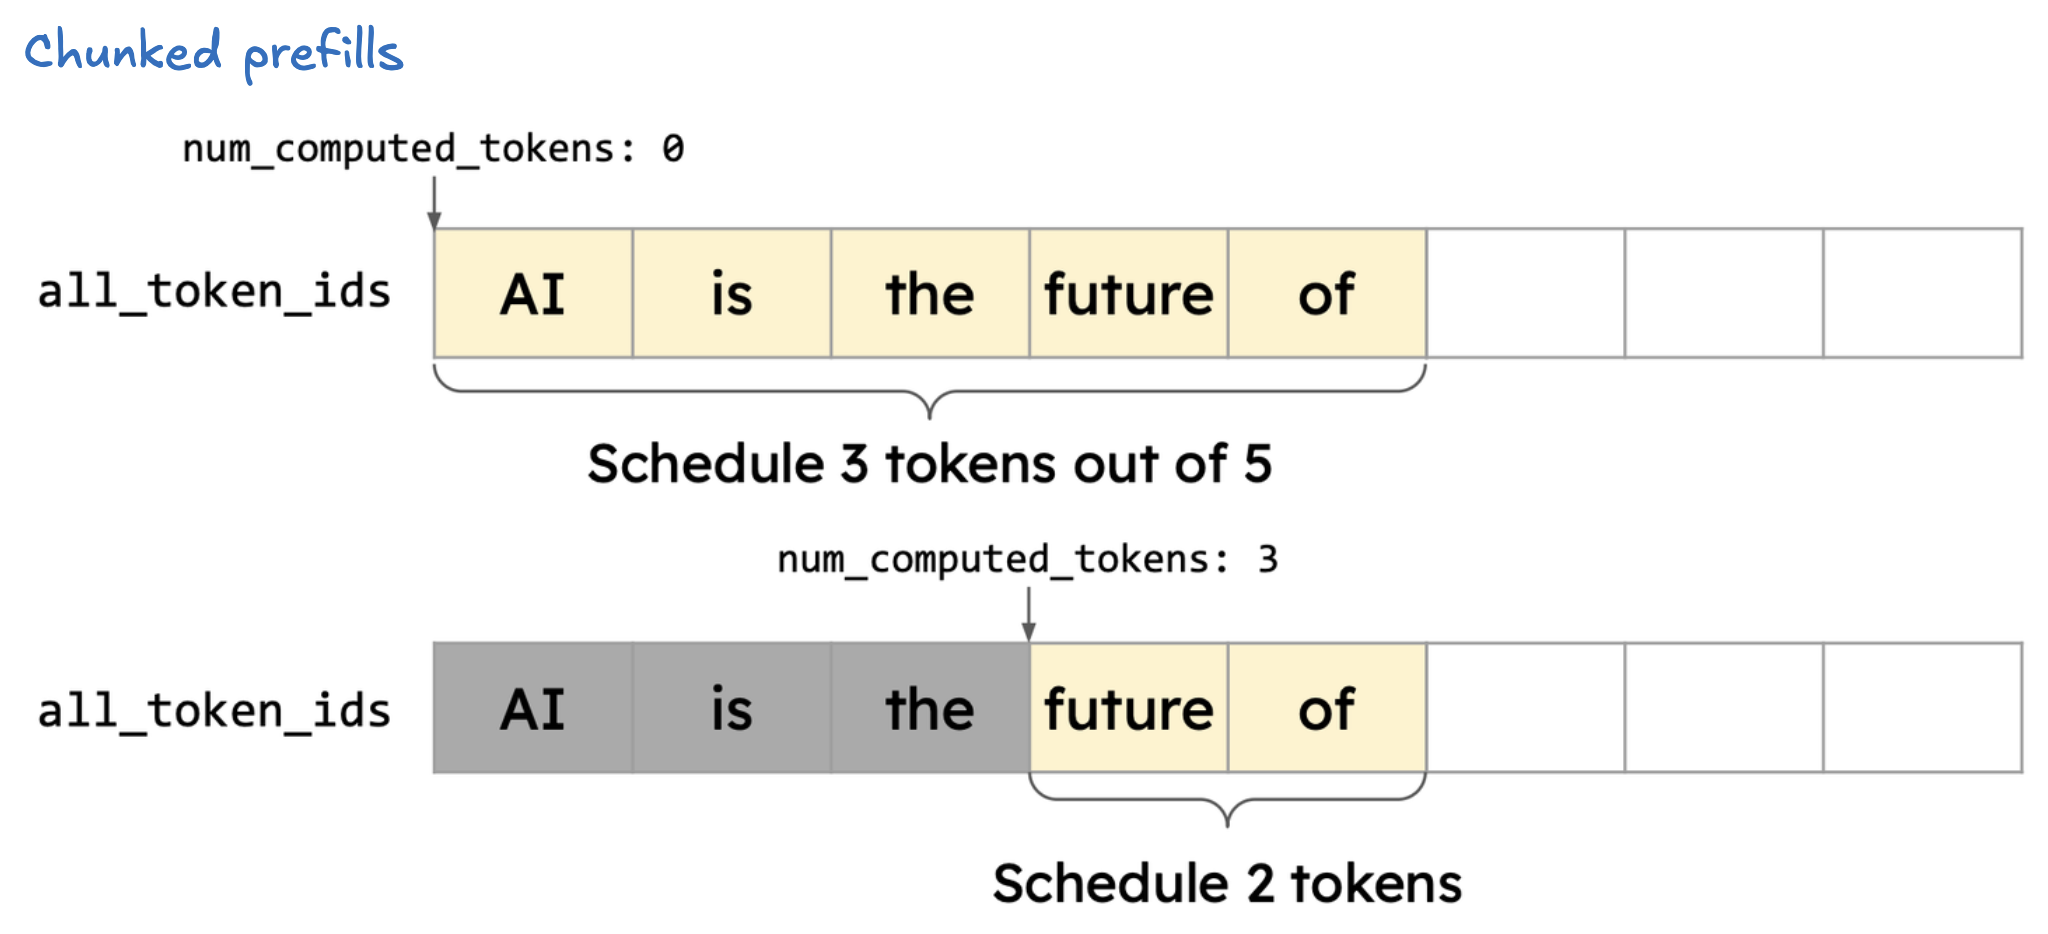 Chunked prefills
num_computed_tokens: 0
all_token_ids AI is the future of
Schedule 3 tokens out of 5
num_computed_tokens: 3
all_token_ids AI is the future of
Schedule 2 tokens